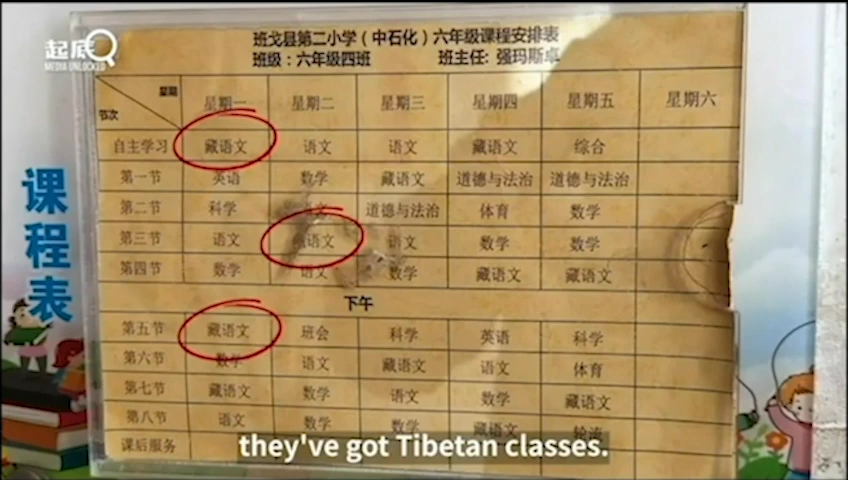 起底
MEDIA UNLOCKED
班戈县第二小学（中石化）六年级课程安排表
班级：六年级四班 班主任: 强玛斯卓
课程表
星期
节次
星期一 星期二 星期三 星期四 星期五 星期六
自主学习 藏语文 语文 语文 藏语文 综合
第一节 英语 数学 藏语文 道德与法治 道德与法治
第二节 科学 语文 道德与法治 体育 数学
第三节 语文 藏语文 语文 数学 数学
第四节 数学 语文 数学 藏语文 藏语文
下午
第五节 藏语文 班会 科学 英语 科学
第六节 数学 语文 藏语文 语文 体育
第七节 藏语文 数学 语文 数学 藏语文
第八节 语文 数学 数学 藏语文
课后服务
they've got Tibetan classes.